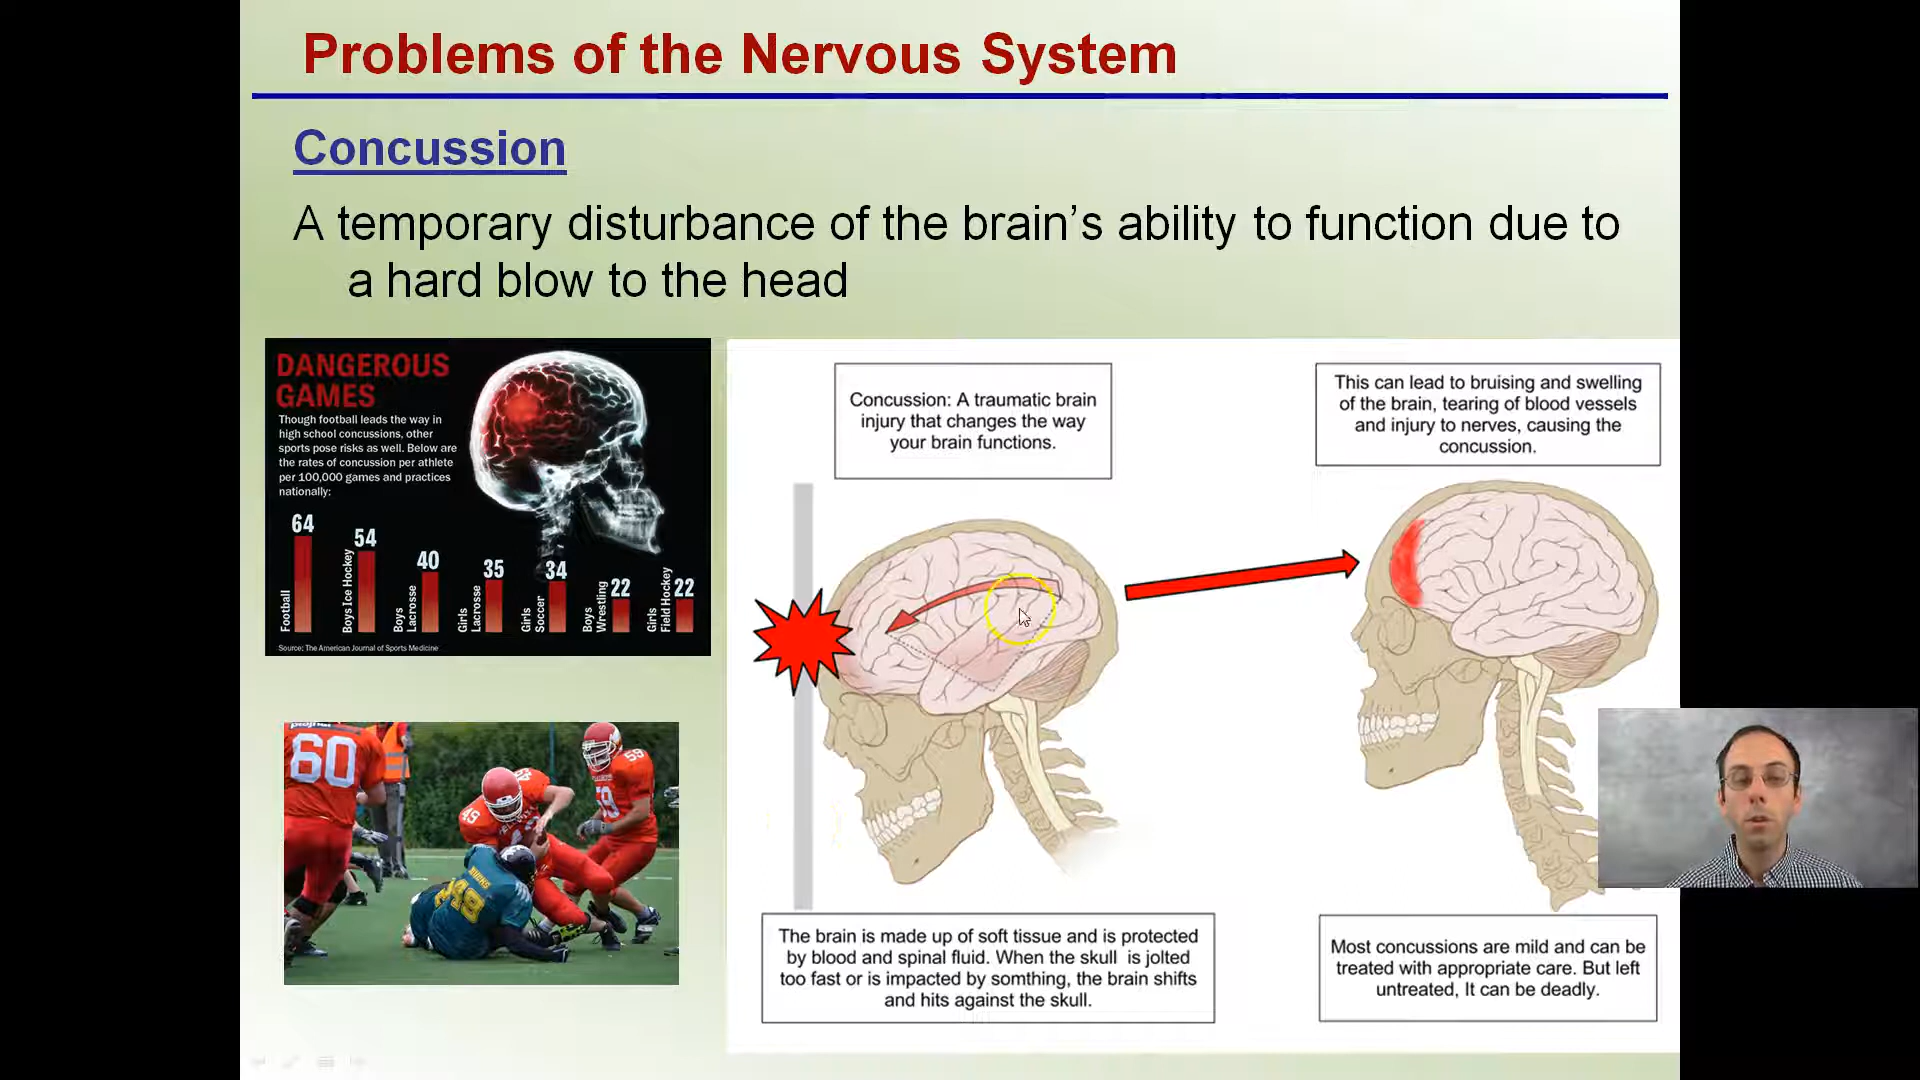 Problems of the Nervous System
Concussion
A temporary disturbance of the brain’s ability to function due to
a hard blow to the head
DANGEROUS
GAMES
Though football leads the way in
high school concussions, other
sports pose risks as well. Below are
the rates of concussion per athlete
per 100,000 games and practices
nationally:
64
Football
54
Boys Ice Hockey
40
Boys
Lacrosse
35
Girls
Lacrosse
34
Girls
Soccer
22
Boys
Wrestling
22
Girls
Field Hockey
Source: The American Journal of Sports Medicine
Concussion: A traumatic brain
injury that changes the way
your brain functions.
This can lead to bruising and swelling
of the brain, tearing of blood vessels
and injury to nerves, causing the
concussion.
The brain is made up of soft tissue and is protected
by blood and spinal fluid. When the skull is jolted
too fast or is impacted by somthing, the brain shifts
and hits against the skull.
Most concussions are mild and can be
treated with appropriate care. But left
untreated, It can be deadly.
60
49
59
59
49